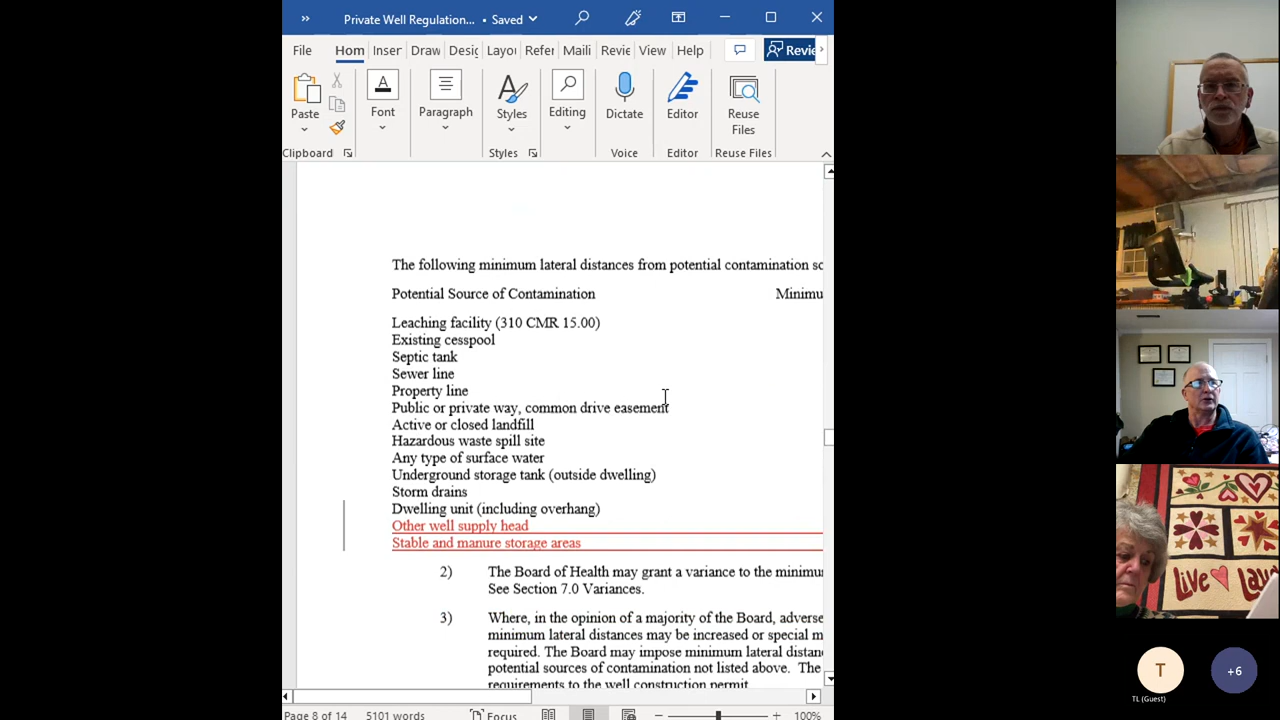 » Private Well Regulation... • Saved
File Hom Inser Draw Desig Layou Refer Maili Revie View Help Revie
Paste Font Paragraph Styles Editing Dictate Editor Reuse Files
Clipboard Styles Voice Editor Reuse Files
The following minimum lateral distances from potential contamination so
Potential Source of Contamination Minimu
Leaching facility (310 CMR 15.00)
Existing cesspool
Septic tank
Sewer line
Property line
Public or private way, common drive easement
Active or closed landfill
Hazardous waste spill site
Any type of surface water
Underground storage tank (outside dwelling)
Storm drains
Dwelling unit (including overhang)
Other well supply head
Stable and manure storage areas
2) The Board of Health may grant a variance to the minimu
See Section 7.0 Variances.
3) Where, in the opinion of a majority of the Board, adverse
minimum lateral distances may be increased or special m
required. The Board may impose minimum lateral distan
potential sources of contamination not listed above. The
requirements to the well construction permit.
Page 8 of 14 5101 words Focus 100%
Live Lau
T +6
TL (Guest)